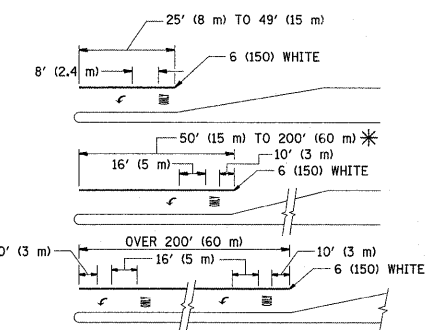 25' (8 m) TO 49' (15 m)
6 (150) WHITE
8' (2.4 m)
50' (15 m) TO 200' (60 m) ✳
16' (5 m)
10' (3 m)
6 (150) WHITE
OVER 200' (60 m)
0' (3 m)
16' (5 m)
10' (3 m)
6 (150) WHITE